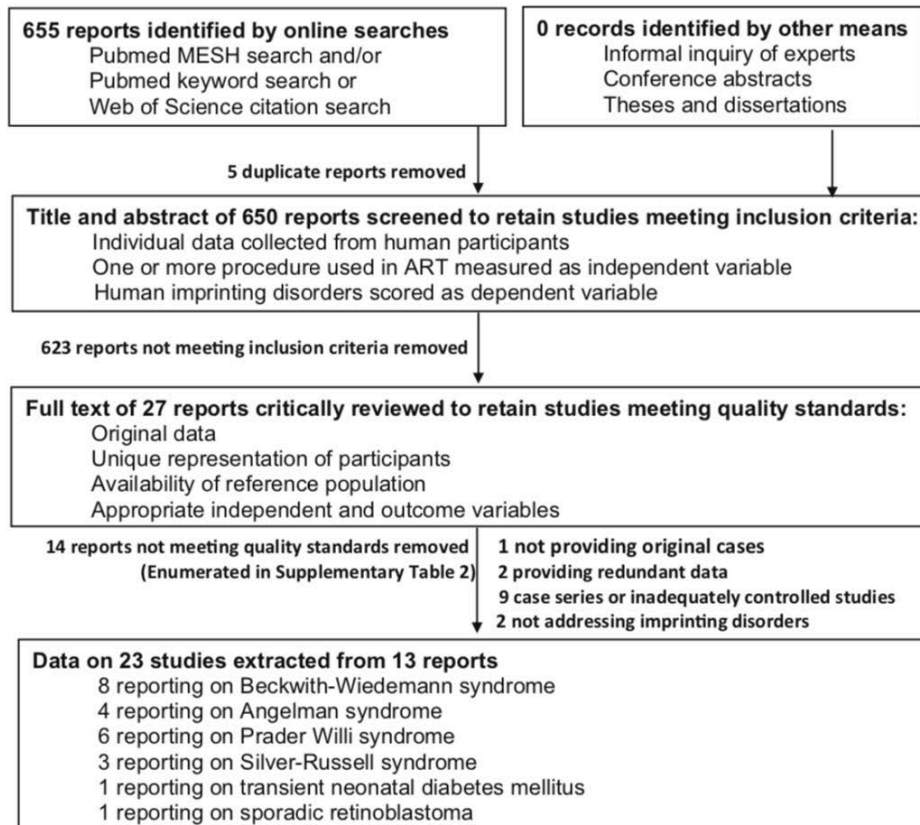 655 reports identified by online searches
Pubmed MESH search and/or
Pubmed keyword search or
Web of Science citation search
0 records identified by other means
Informal inquiry of experts
Conference abstracts
Theses and dissertations
5 duplicate reports removed
Title and abstract of 650 reports screened to retain studies meeting inclusion criteria:
Individual data collected from human participants
One or more procedure used in ART measured as independent variable
Human imprinting disorders scored as dependent variable
623 reports not meeting inclusion criteria removed
Full text of 27 reports critically reviewed to retain studies meeting quality standards:
Original data
Unique representation of participants
Availability of reference population
Appropriate independent and outcome variables
14 reports not meeting quality standards removed
(Enumerated in Supplementary Table 2)
1 not providing original cases
2 providing redundant data
9 case series or inadequately controlled studies
2 not addressing imprinting disorders
Data on 23 studies extracted from 13 reports
8 reporting on Beckwith-Wiedemann syndrome
4 reporting on Angelman syndrome
6 reporting on Prader Willi syndrome
3 reporting on Silver-Russell syndrome
1 reporting on transient neonatal diabetes mellitus
1 reporting on sporadic retinoblastoma